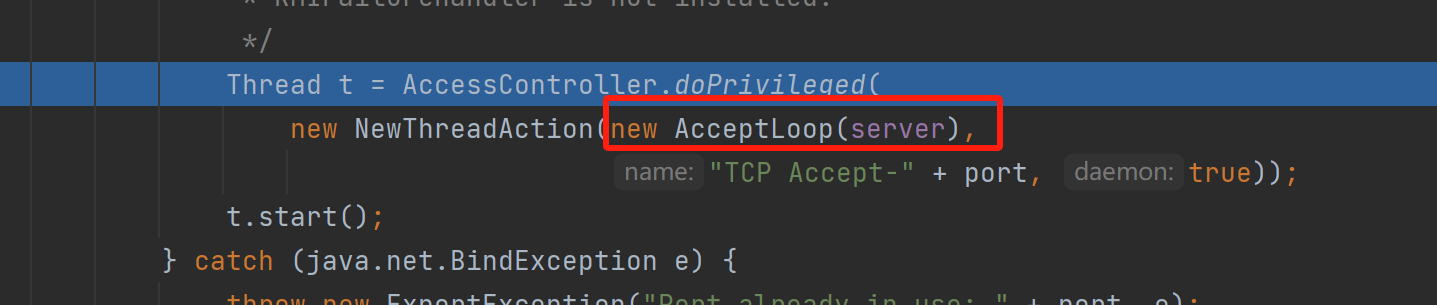 * RMIFailureHandler is not installed.
*/
Thread t = AccessController.doPrivileged(
new NewThreadAction(new AcceptLoop(server),
name: "TCP Accept-" + port, daemon: true));
t.start();
} catch (java.net.BindException e) {
throw new ExportException("Port already in use: " + port, e);